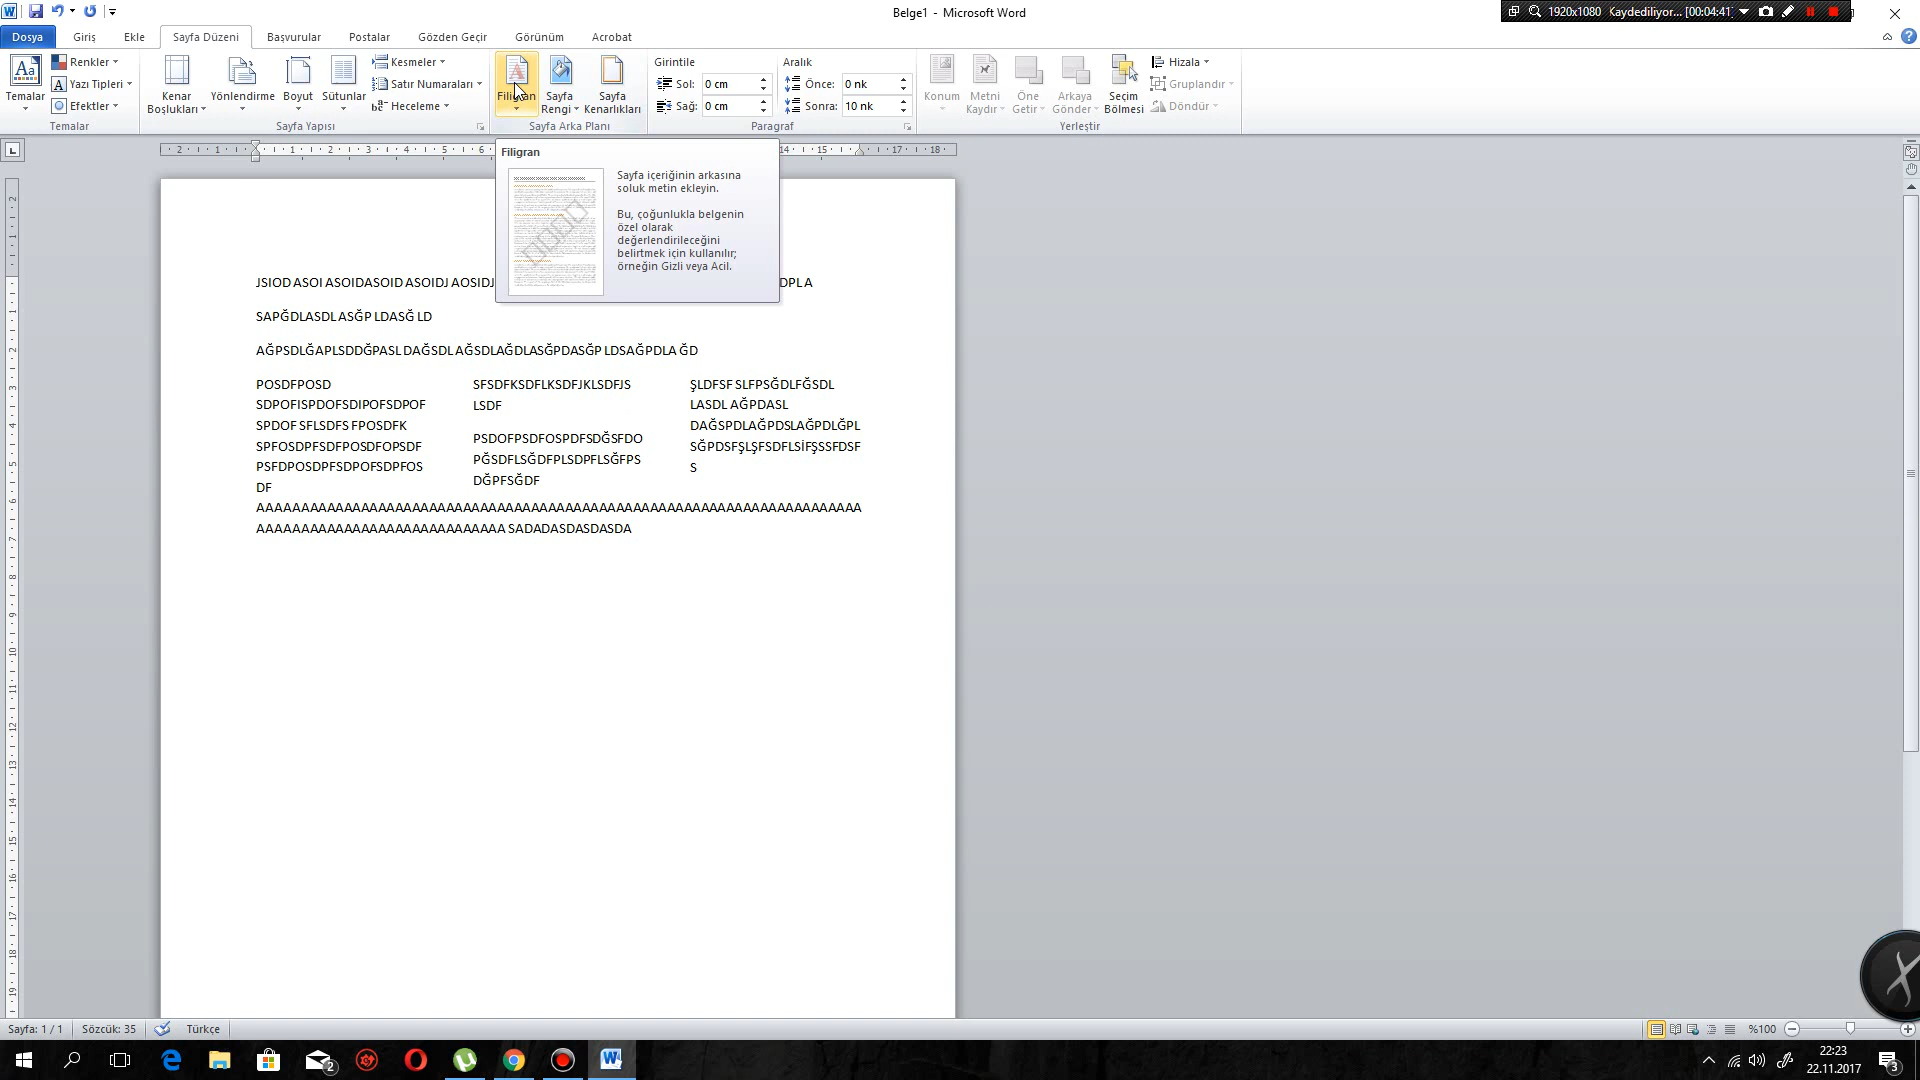 Belge1 - Microsoft Word
1920x1080 Kaydediliyor... [00:04:41]
Dosya Giriş Ekle Sayfa Düzeni Başvurular Postalar Gözden Geçir Görünüm Acrobat
Temalar
Renkler
Yazı Tipleri
Efektler
Temalar
Kenar Boşlukları
Yönlendirme
Boyut
Sütunlar
Kesmeler
Satır Numaraları
Heceleme
Sayfa Yapısı
Filigran
Sayfa Rengi
Sayfa Kenarlıkları
Sayfa Arka Planı
Girintile
Sol: 0 cm
Sağ: 0 cm
Aralık
Önce: 0 nk
Sonra: 10 nk
Paragraf
Konum
Metni Kaydır
Öne Getir
Arkaya Gönder
Seçim Bölmesi
Hizala
Gruplandır
Döndür
Yerleştir
Filigran
Sayfa içeriğinin arkasına
soluk metin ekleyin.
Bu, çoğunlukla belgenin
özel olarak
değerlendirileceğini
belirtmek için kullanılır;
örneğin Gizli veya Acil.
JSIOD ASOI ASOIDASOID ASOIDJ AOSIDJ DPL A
SAPĞDLASDL ASĞP LDASĞ LD
AĞPSDLĞAPLSDDĞPASL DAĞSDL AĞSDLAĞDLASĞPDASĞP LDSAĞPDLA ĞD
POSDFPOSD
SDPOFISPDOFSDIPOFSDPOF
SPDOF SFLSDFS FPOSDFK
SPFOSDPFSDFPOSDFOPSDF
PSFDPOSDPFSDPOFSDPFOS
DF
SFSDFKSDFLKSDFJKLSDFJS
LSDF
PSDOFPSDFOSPDFSDĞSFDO
PĞSDFLSĞDFPLSDPFLSĞFPS
DĞPFSĞDF
ŞLDFSF SLFPSĞDLFĞSDL
LASDL AĞPDASL
DAĞSPDLAĞPDSLAĞPDLĞPL
SĞPDSFŞLŞFSDFLSİFŞSSFDSF
S
AAAAAAAAAAAAAAAAAAAAAAAAAAAAAAAAAAAAAAAAAAAAAAAAAAAAAAAAAAAAAAAAAAA
AAAAAAAAAAAAAAAAAAAAAAAAAAAA SADADASDASDASDA
Sayfa: 1 / 1 Sözcük: 35 Türkçe %100
2
22:23
22.11.2017
3